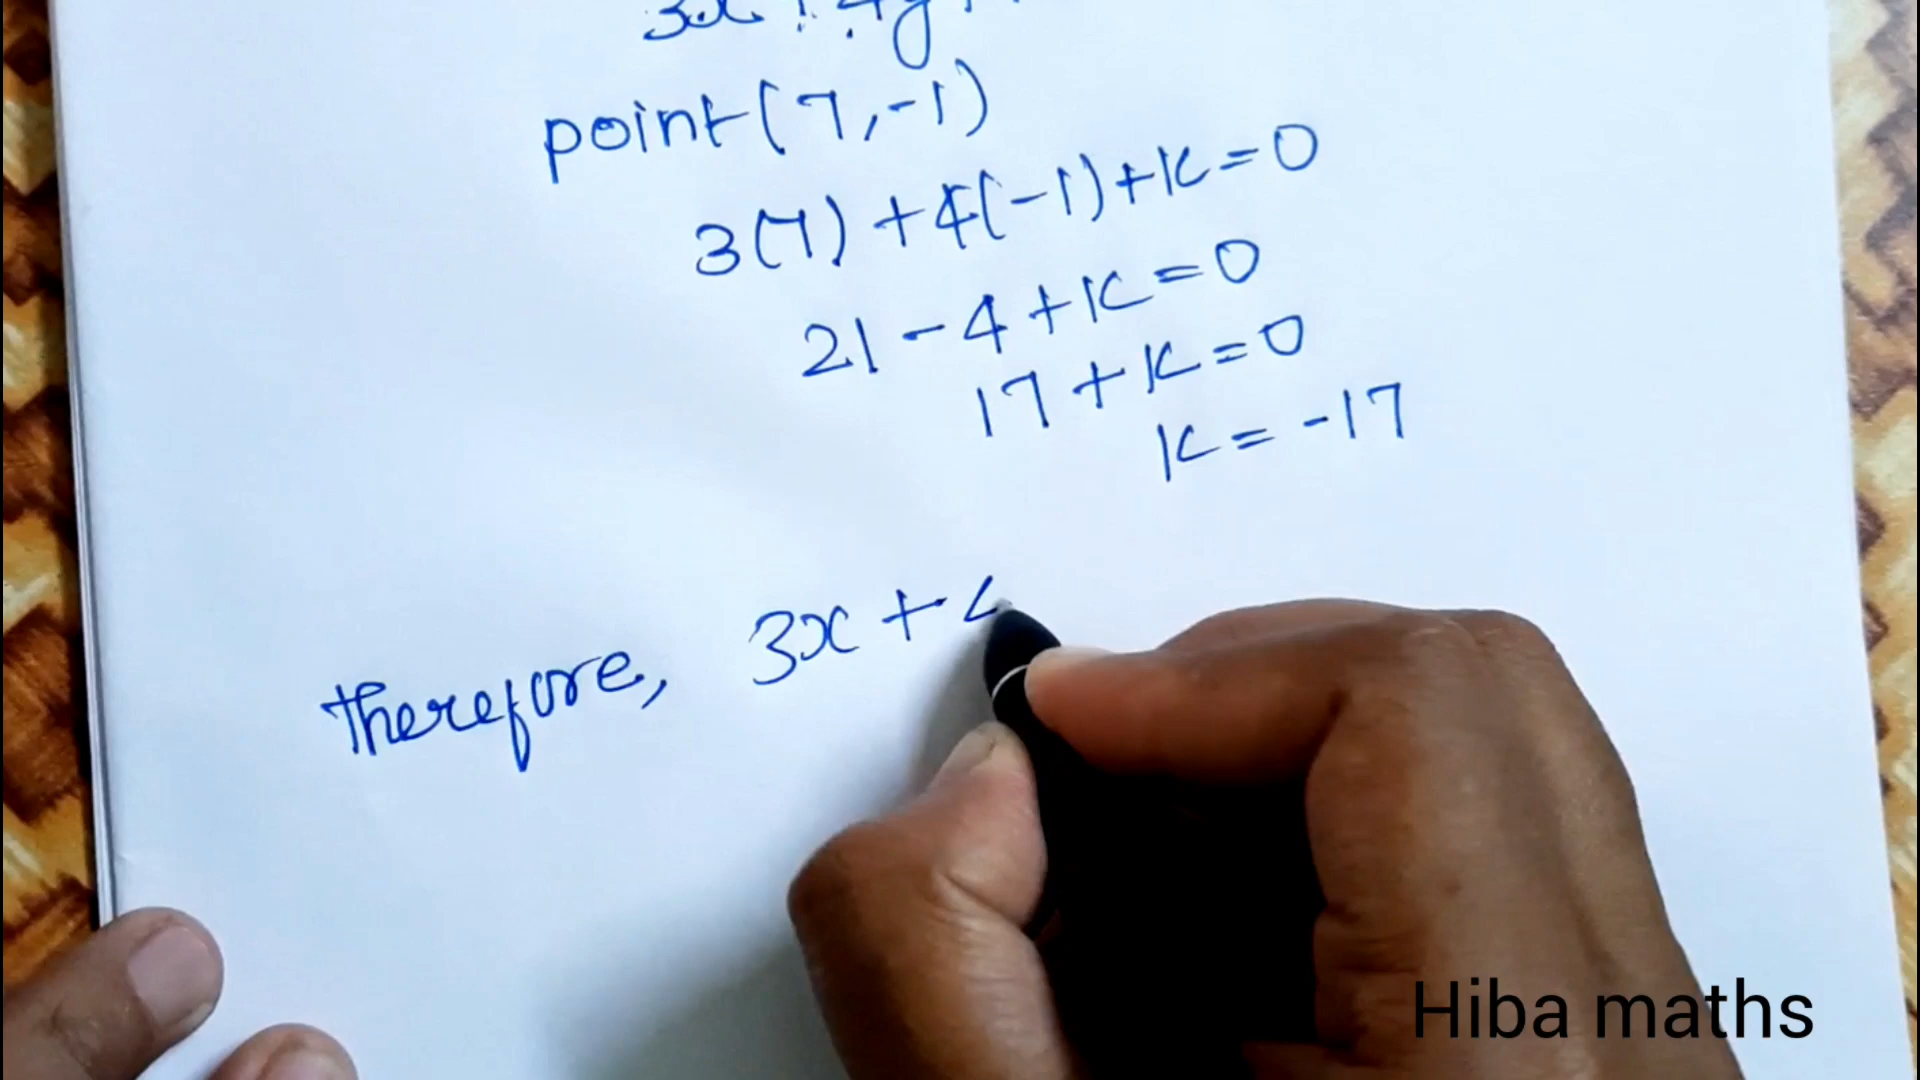 point (7, -1)
3(7) + 4(-1) + K = 0
21 - 4 + K = 0
17 + K = 0
K = -17
therefore, 3x +
Hiba maths